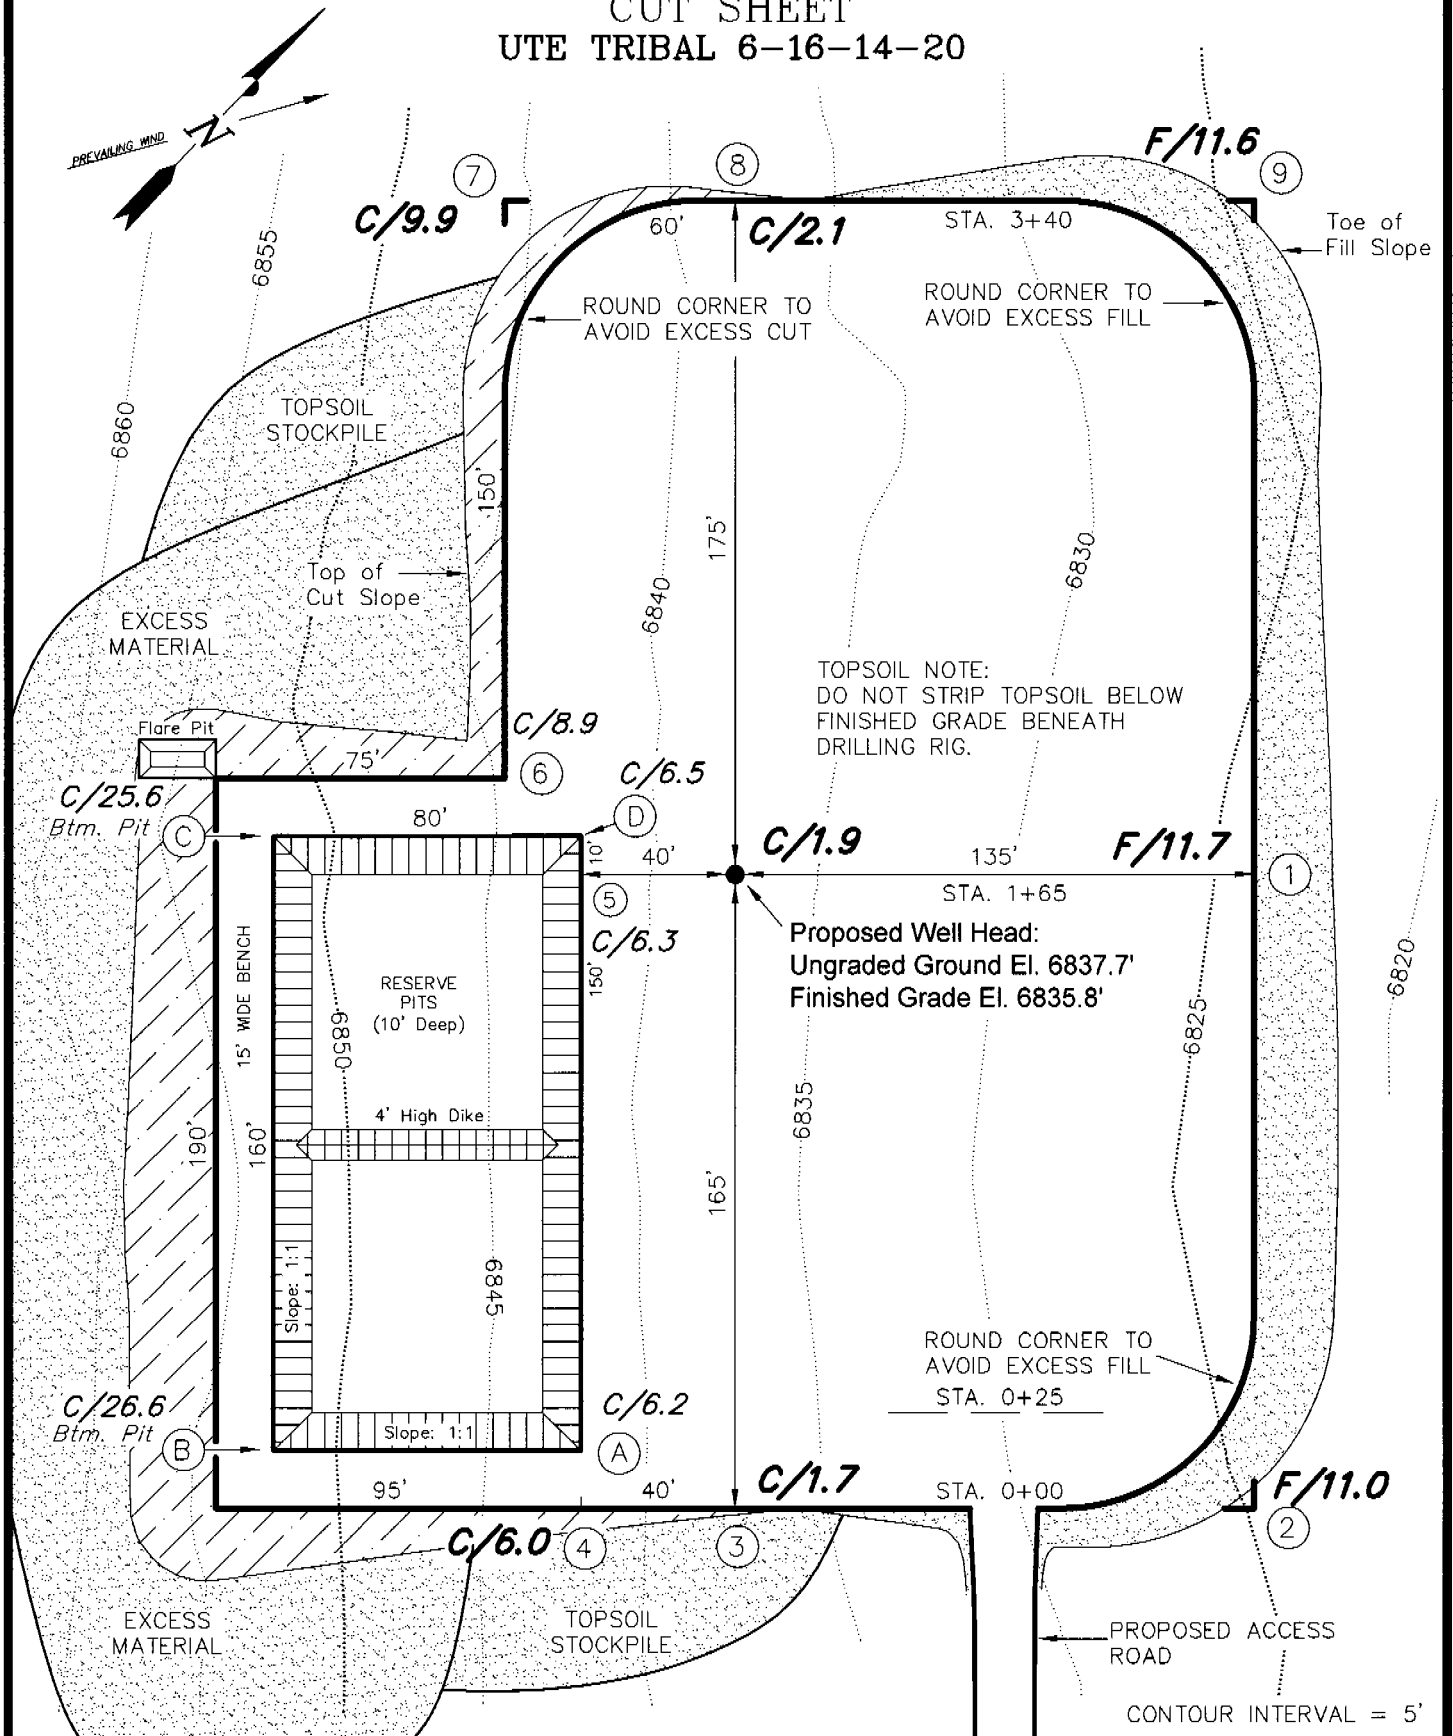 CUT SHEET
UTE TRIBAL 6-16-14-20
PREVAILING WIND
N
7
8
F/11.6
9
C/9.9
60'
C/2.1
STA. 3+40
Toe of
Fill Slope
6855
ROUND CORNER TO
AVOID EXCESS CUT
ROUND CORNER TO
AVOID EXCESS FILL
6860
TOPSOIL
STOCKPILE
150'
175'
6840
6830
Top of
Cut Slope
EXCESS
MATERIAL
TOPSOIL NOTE:
DO NOT STRIP TOPSOIL BELOW
FINISHED GRADE BENEATH
DRILLING RIG.
Flare Pit
75'
C/8.9
6
C/6.5
C/25.6
Btm. Pit
C
80'
D
10'
40'
C/1.9
135'
F/11.7
STA. 1+65
1
5
C/6.3
150'
Proposed Well Head:
Ungraded Ground El. 6837.7'
Finished Grade El. 6835.8'
15' WIDE BENCH
RESERVE
PITS
(10' Deep)
6850
6825
6820
4' High Dike
6835
190'
160'
165'
Slope: 1:1
6845
ROUND CORNER TO
AVOID EXCESS FILL
STA. 0+25
C/26.6
Btm. Pit
B
Slope: 1:1
C/6.2
A
95'
40'
C/1.7
STA. 0+00
F/11.0
2
C/6.0
4
3
EXCESS
MATERIAL
TOPSOIL
STOCKPILE
PROPOSED ACCESS
ROAD
CONTOUR INTERVAL = 5'